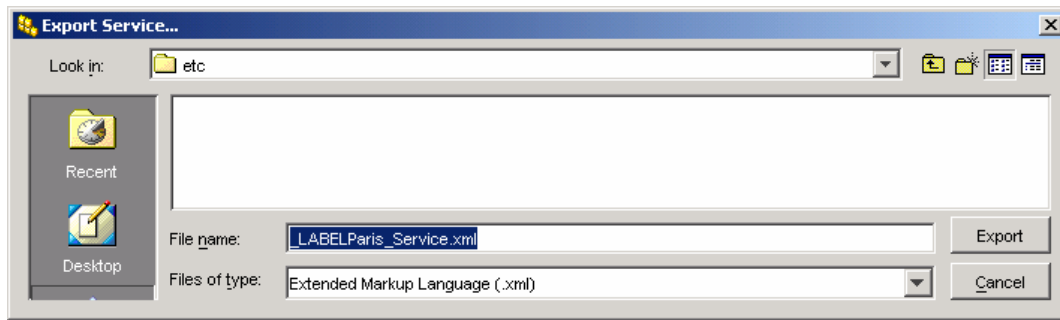 Export Service...
Look in:
etc
Recent
Desktop
File name:
_LABELParis_Service.xml
Export
Files of type:
Extended Markup Language (.xml)
Cancel